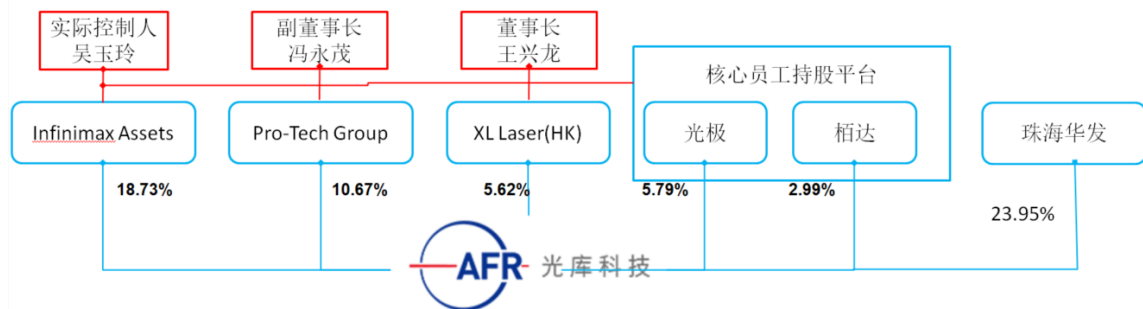 实际控制人
吴玉玲
副董事长
冯永茂
董事长
王兴龙
核心员工持股平台
Infinimax Assets
Pro-Tech Group
XL Laser(HK)
光极
栢达
珠海华发
18.73%
10.67%
5.62%
5.79%
2.99%
23.95%
AFR 光库科技